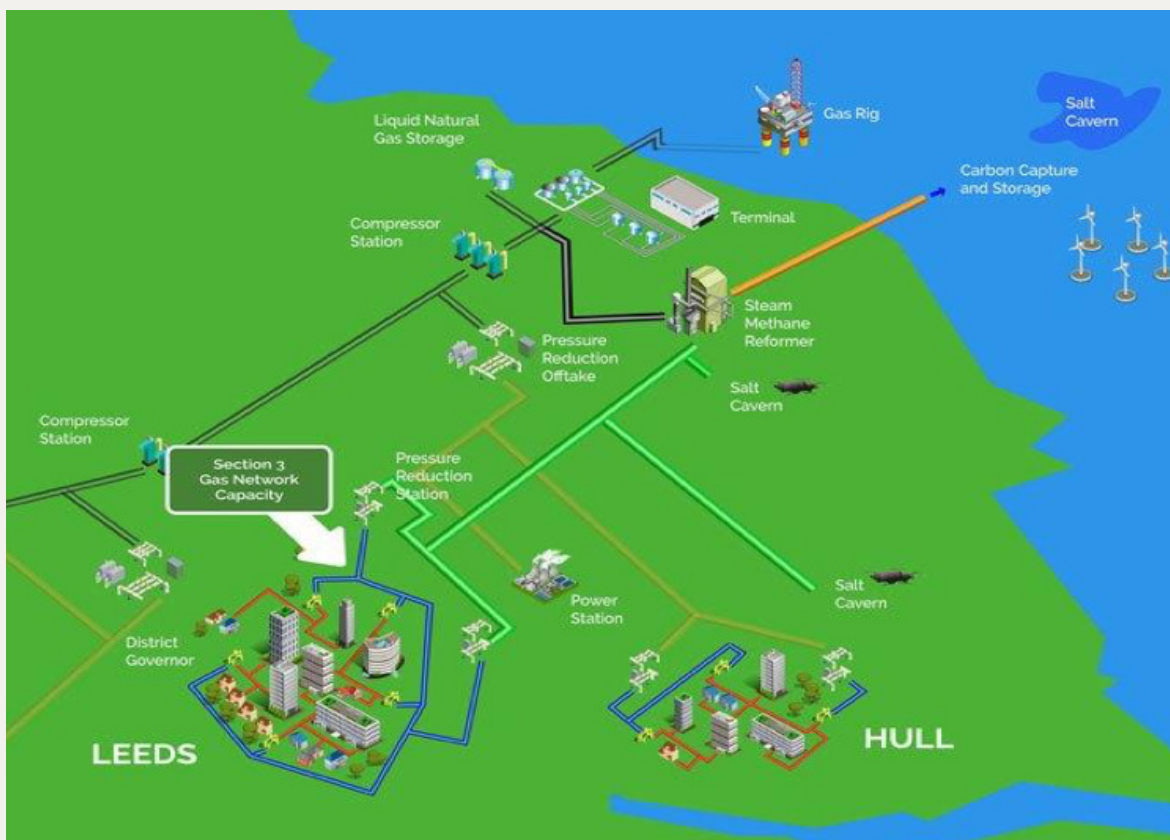 Gas Rig
Salt
Cavern
Liquid Natural
Gas Storage
Carbon Capture
and Storage
Terminal
Compressor
Station
Steam
Methane
Reformer
Pressure
Reduction
Offtake
Salt
Cavern
Compressor
Station
Section 3
Gas Network
Capacity
Pressure
Reduction
Station
Salt
Cavern
Power
Station
District
Governor
LEEDS
HULL